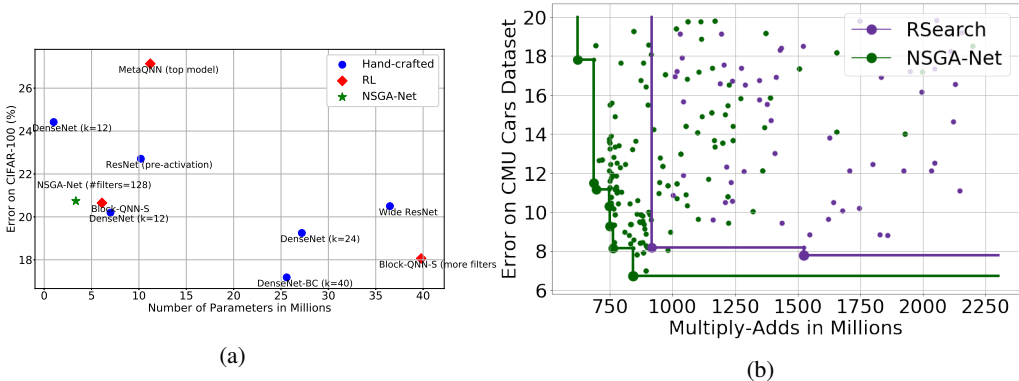 Error on CIFAR-100 (%)
26
24
22
20
18
Hand-crafted
RL
NSGA-Net
MetaQNN (top model)
DenseNet (k=12)
ResNet (pre-activation)
NSGA-Net (#filters=128)
Block-QNN-S
DenseNet (k=12)
Wide ResNet
DenseNet (k=24)
Block-QNN-S (more filters
DenseNet-BC (k=40)
0 5 10 15 20 25 30 35 40
Number of Parameters in Millions
(a)
Error on CMU Cars Dataset
20
18
16
14
12
10
8
6
RSearch
NSGA-Net
750 1000 1250 1500 1750 2000 2250
Multiply-Adds in Millions
(b)